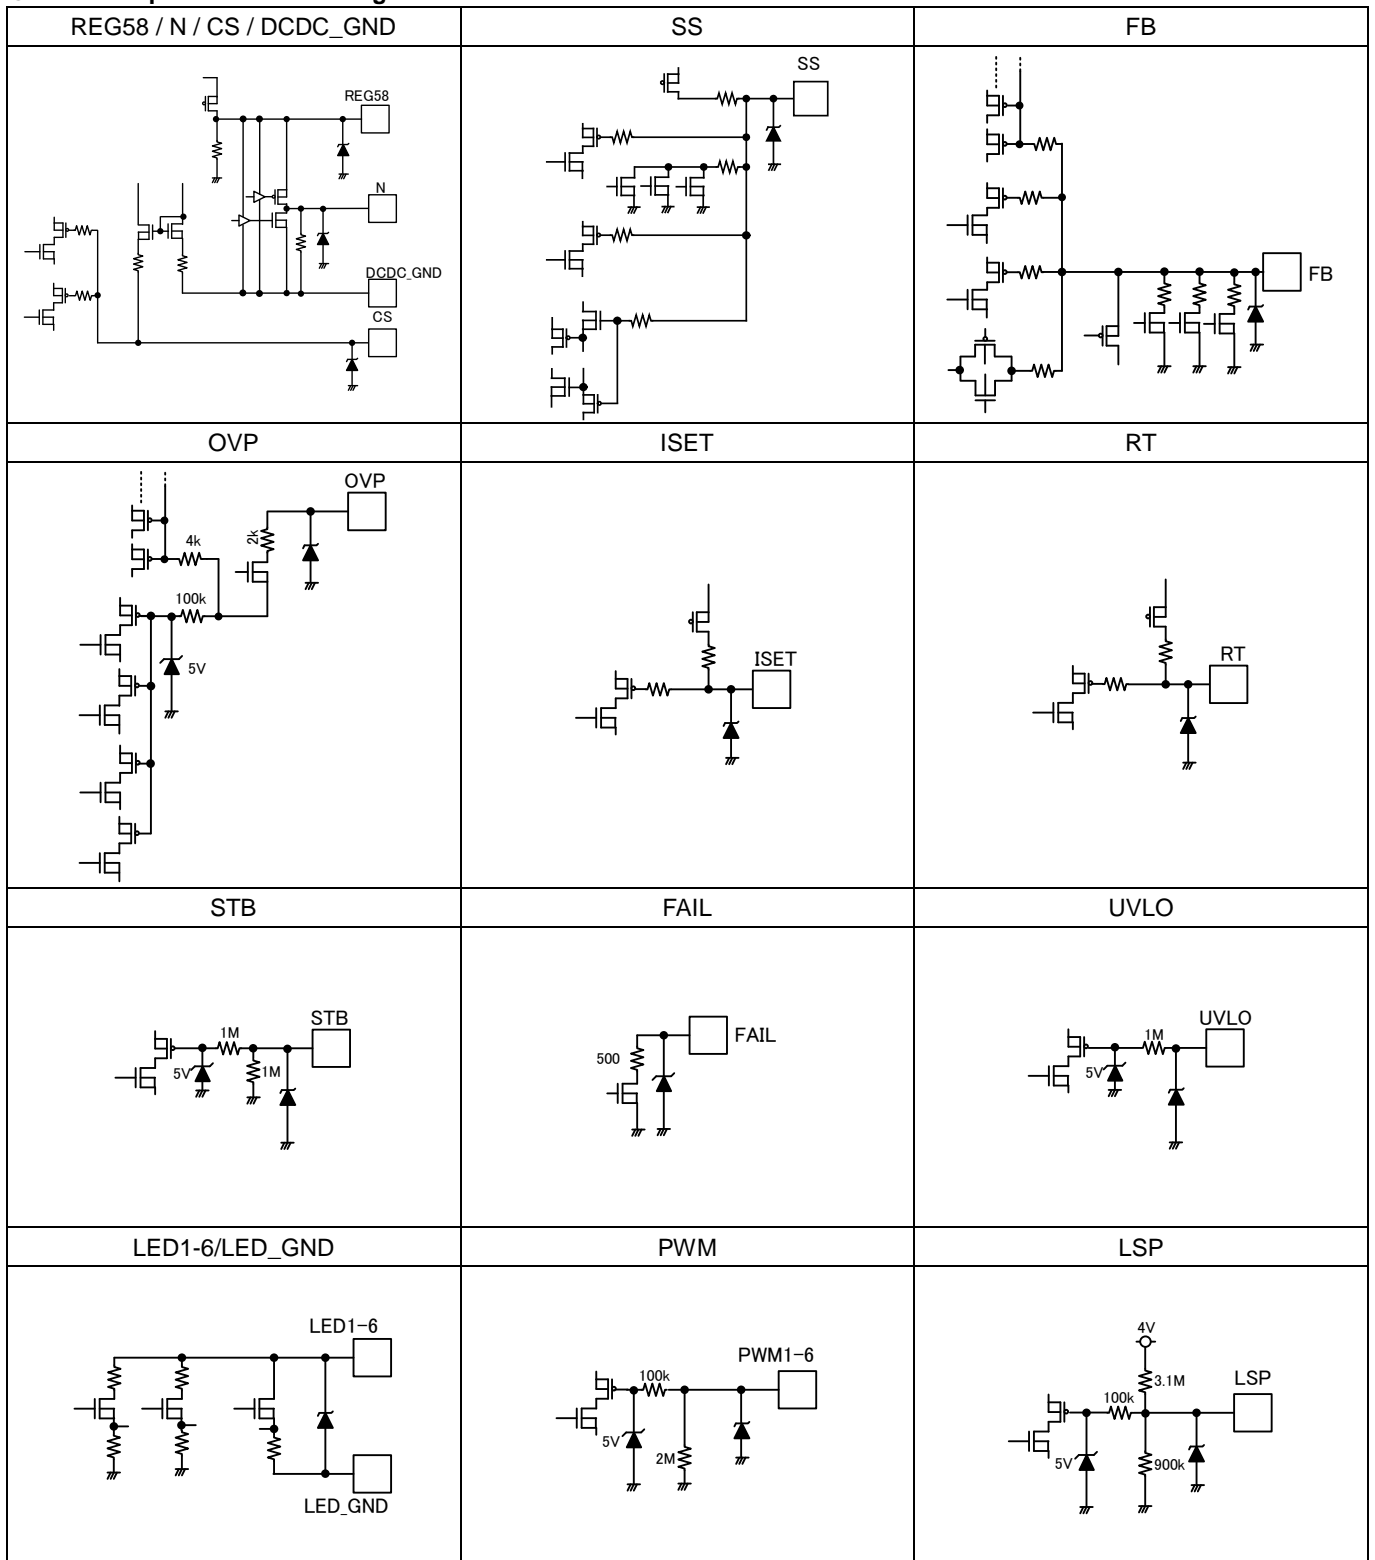 REG58 / N / CS / DCDC_GND
SS
FB
REG58
N
DCDC_GND
CS
SS
FB
OVP
ISET
RT
OVP
4k
2k
100k
5V
ISET
RT
STB
FAIL
UVLO
STB
1M
5V
1M
FAIL
500
UVLO
1M
5V
LED1-6/LED_GND
PWM
LSP
LED1-6
LED_GND
PWM1-6
100k
5V
2M
4V
3.1M
LSP
100k
5V
900k